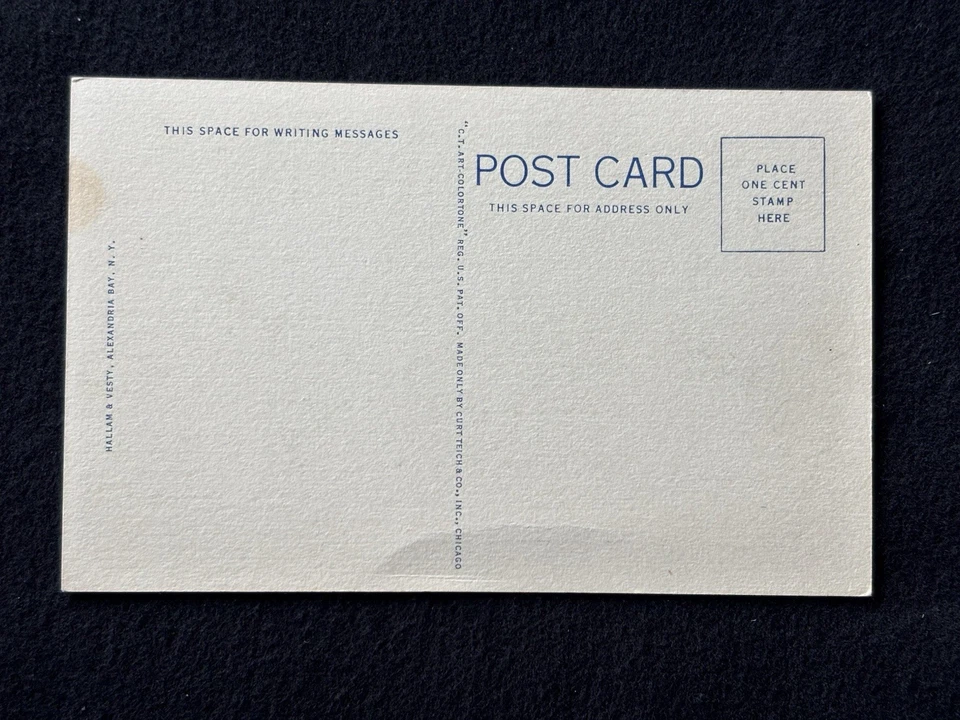 THIS SPACE FOR WRITING MESSAGES
HALLAM & VESTY, ALEXANDRIA BAY, N. Y.
"C.T. ART-COLORTONE" REG. U.S. PAT. OFF. MADE ONLY BY CURT TEICH & CO., INC., CHICAGO
POST CARD
THIS SPACE FOR ADDRESS ONLY
PLACE
ONE CENT
STAMP
HERE